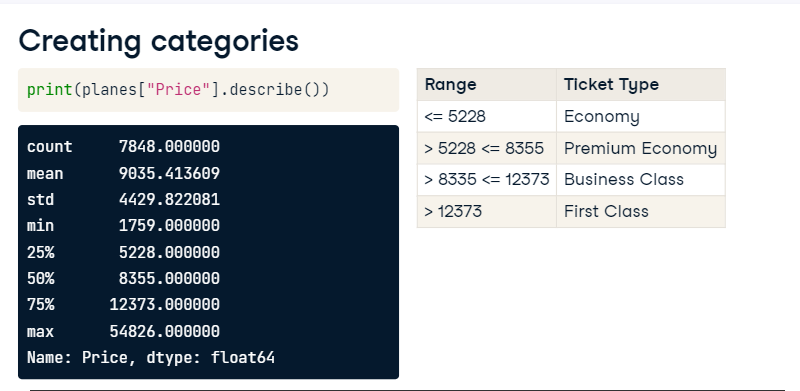 Creating categories
print(planes["Price"].describe())
count 7848.000000
mean 9035.413609
std 4429.822081
min 1759.000000
25% 5228.000000
50% 8355.000000
75% 12373.000000
max 54826.000000
Name: Price, dtype: float64
Range Ticket Type
<= 5228 Economy
> 5228 <= 8355 Premium Economy
> 8335 <= 12373 Business Class
> 12373 First Class